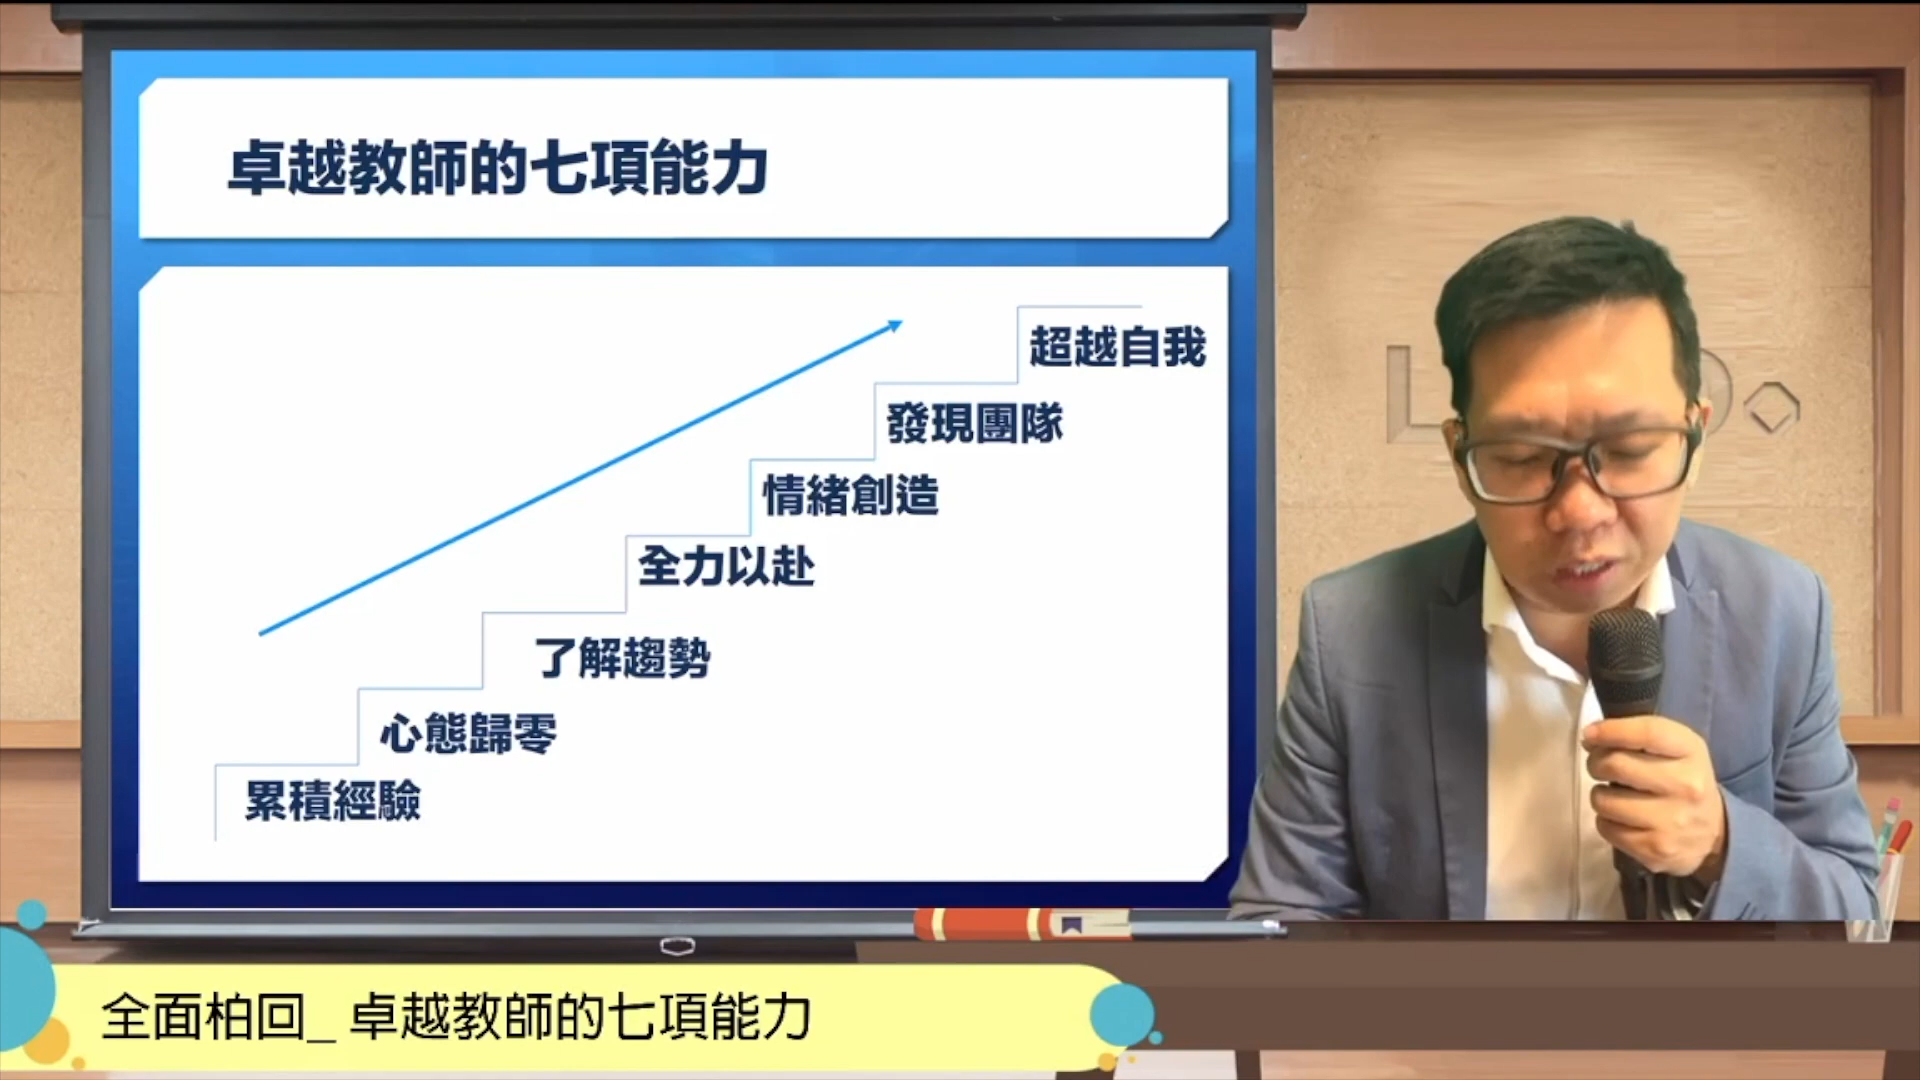 卓越教師的七項能力
超越自我
發現團隊
情緒創造
全力以赴
了解趨勢
心態歸零
累積經驗
全面柏回_ 卓越教師的七項能力